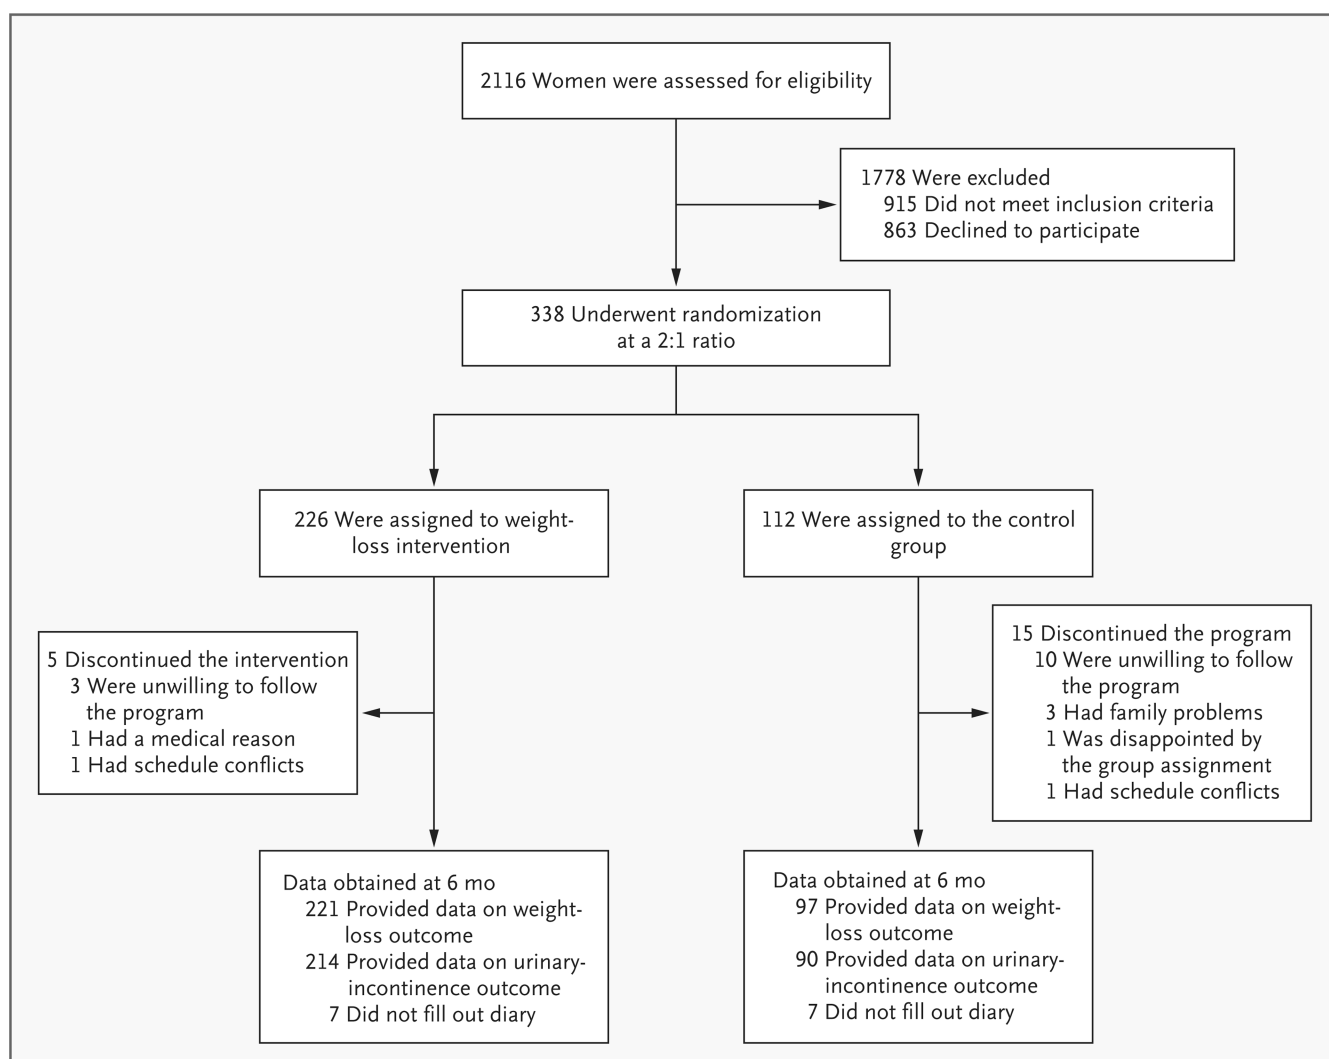 2116 Women were assessed for eligibility
1778 Were excluded
915 Did not meet inclusion criteria
863 Declined to participate
338 Underwent randomization
at a 2:1 ratio
226 Were assigned to weight-
loss intervention
112 Were assigned to the control
group
5 Discontinued the intervention
3 Were unwilling to follow
the program
1 Had a medical reason
1 Had schedule conflicts
15 Discontinued the program
10 Were unwilling to follow
the program
3 Had family problems
1 Was disappointed by
the group assignment
1 Had schedule conflicts
Data obtained at 6 mo
221 Provided data on weight-
loss outcome
214 Provided data on urinary-
incontinence outcome
7 Did not fill out diary
Data obtained at 6 mo
97 Provided data on weight-
loss outcome
90 Provided data on urinary-
incontinence outcome
7 Did not fill out diary